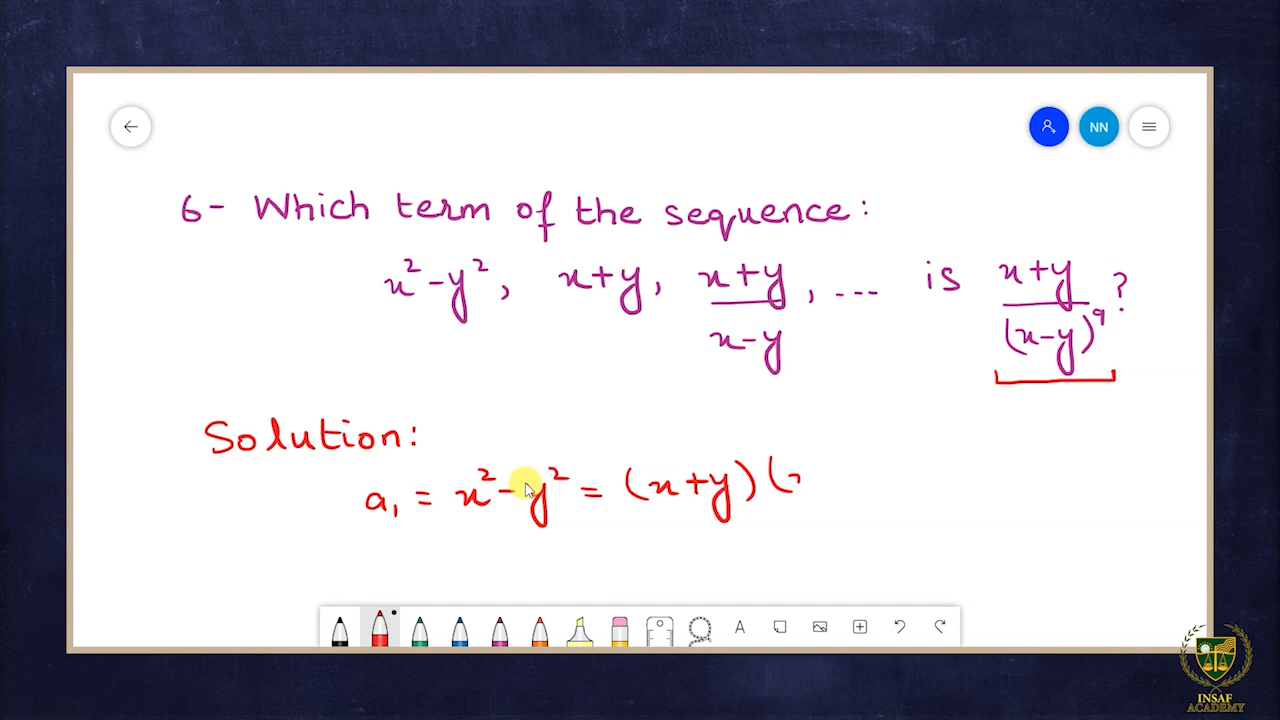 NN
6- Which term of the sequence:
x² - y², x+y, x+y/x-y, ... is x+y/(x-y)⁹ ?
Solution:
a₁ = x² - y² = (x+y)(
A
INSAF
ACADEMY